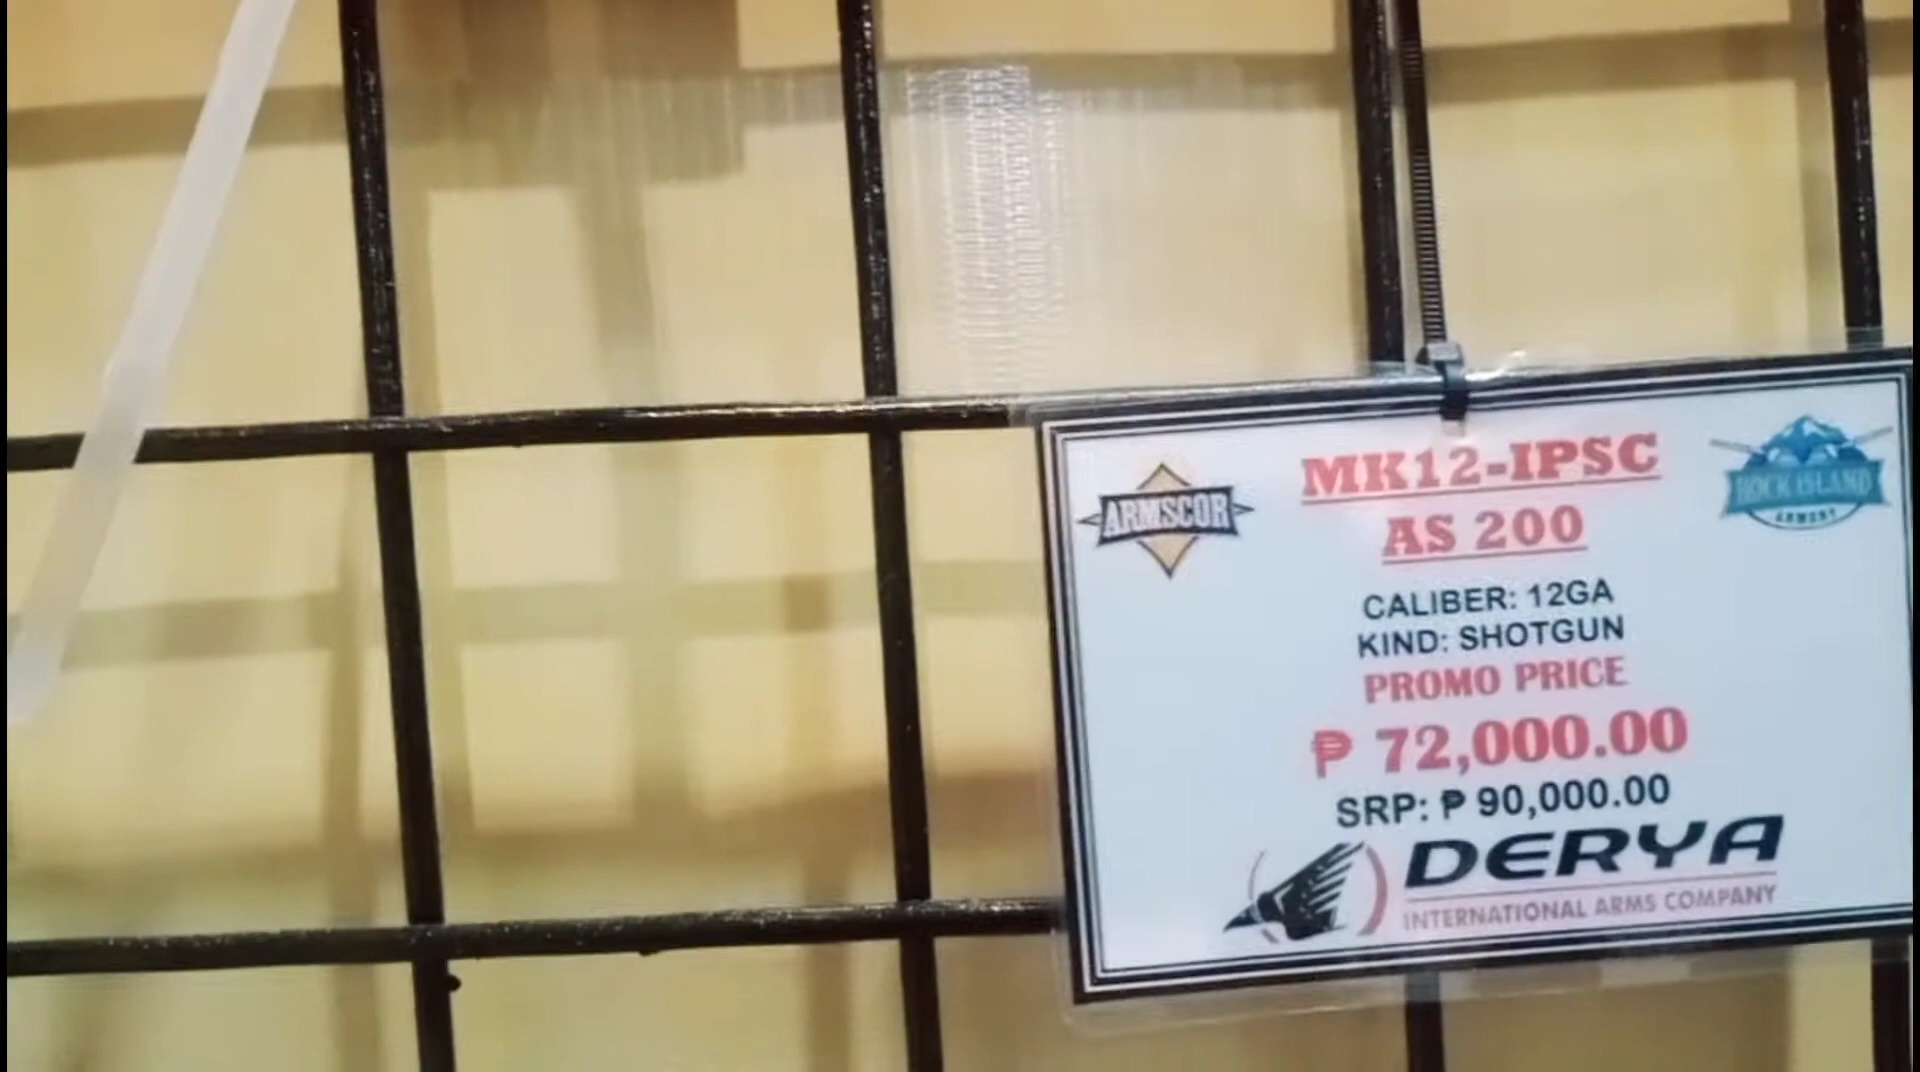 MK12-IPSC
AS 200
ARMSCOR
ROCK ISLAND
ARMORY
CALIBER: 12GA
KIND: SHOTGUN
PROMO PRICE
₱ 72,000.00
SRP: ₱ 90,000.00
DERYA
INTERNATIONAL ARMS COMPANY